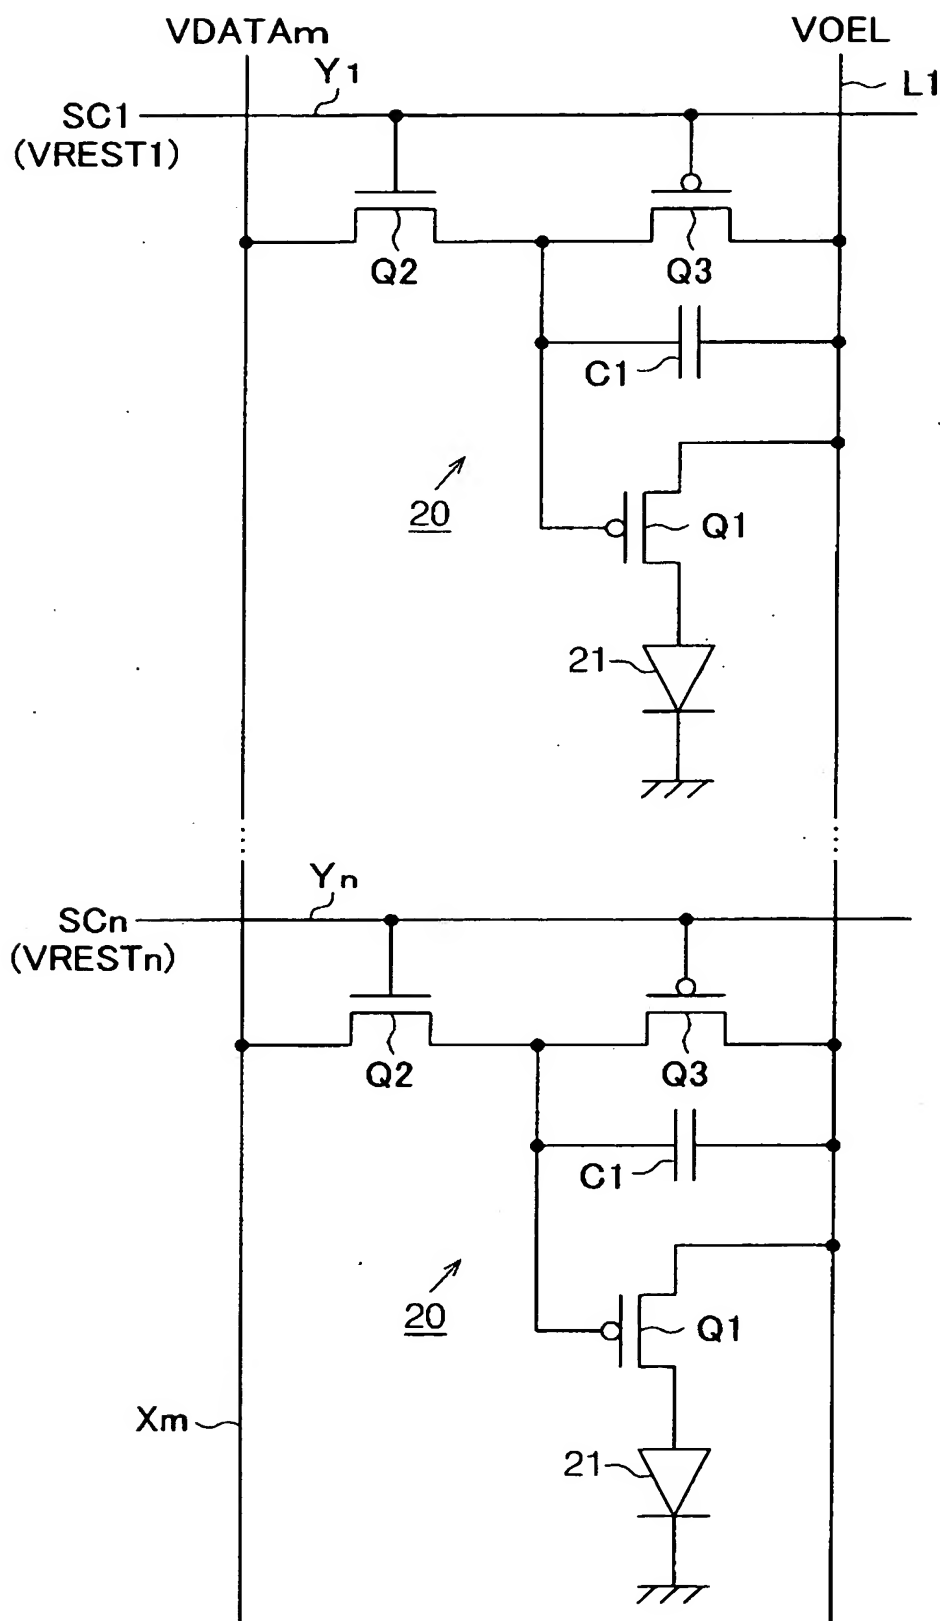 VDATAm
VOEL
Y1
L1
SC1
(VREST1)
Q2
Q3
C1
20
Q1
21
Yn
SCn
(VRESTn)
Q2
Q3
C1
20
Q1
Xm
21